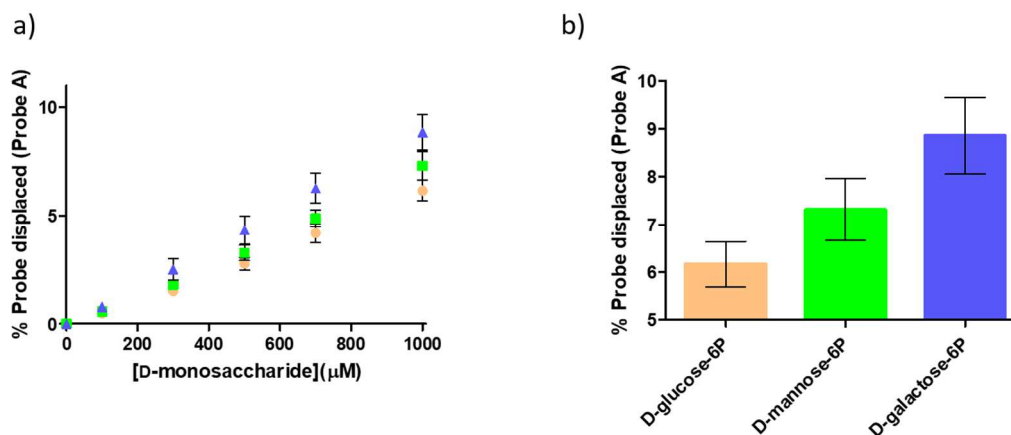 a)
% Probe displaced (Probe A)
10
5
0
0 200 400 600 800 1000
[D-monosaccharide](μM)
b)
% Probe displaced (Probe A)
10
9
8
7
6
5
D-glucose-6P
D-mannose-6P
D-galactose-6P